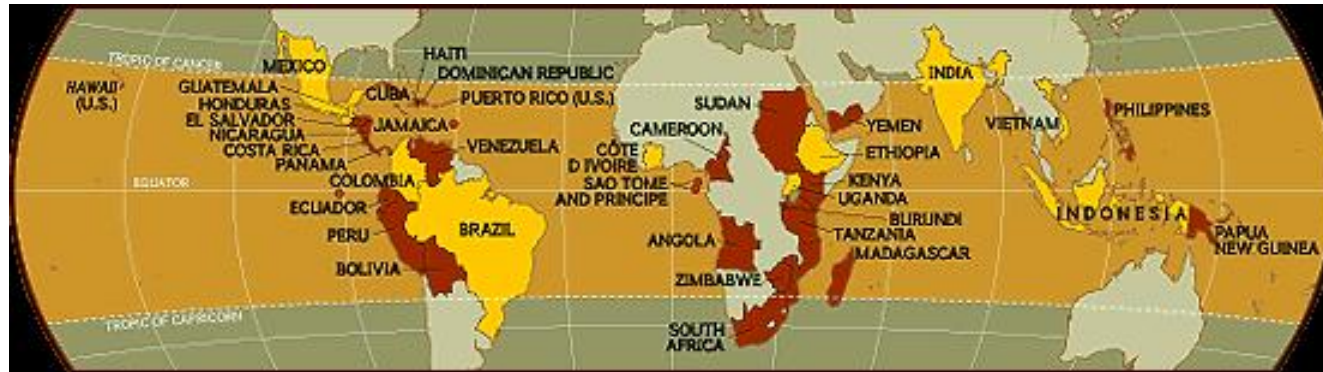 TROPIC OF CANCER
HAWAII
(U.S.)
MEXICO
GUATEMALA
HONDURAS
EL SALVADOR
NICARAGUA
COSTA RICA
PANAMA
HAITI
DOMINICAN REPUBLIC
CUBA
PUERTO RICO (U.S.)
JAMAICA
VENEZUELA
COLOMBIA
EQUATOR
ECUADOR
PERU
BRAZIL
BOLIVIA
TROPIC OF CAPRICORN
SUDAN
CAMEROON
CÔTE
D IVOIRE
SAO TOME
AND PRINCIPE
YEMEN
ETHIOPIA
KENYA
UGANDA
BURUNDI
TANZANIA
ANGOLA
MADAGASCAR
ZIMBABWE
SOUTH
AFRICA
INDIA
VIETNAM
PHILIPPINES
INDONESIA
PAPUA
NEW GUINEA